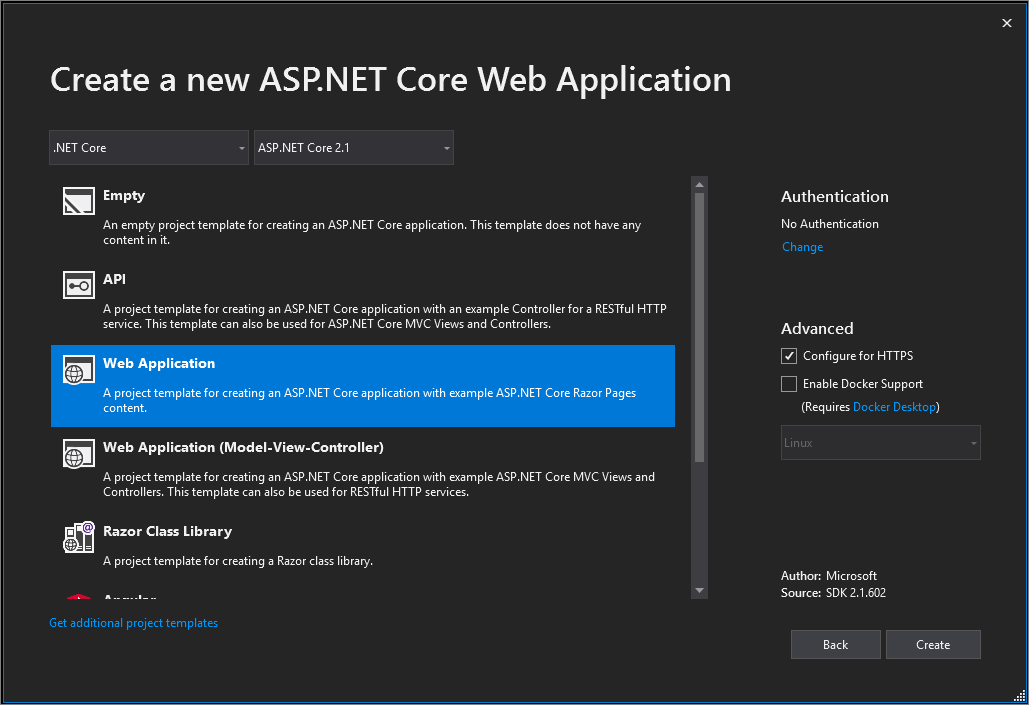 Create a new ASP.NET Core Web Application
.NET Core
ASP.NET Core 2.1
Empty
An empty project template for creating an ASP.NET Core application. This template does not have any
content in it.
API
A project template for creating an ASP.NET Core application with an example Controller for a RESTful HTTP
service. This template can also be used for ASP.NET Core MVC Views and Controllers.
Web Application
A project template for creating an ASP.NET Core application with example ASP.NET Core Razor Pages
content.
Web Application (Model-View-Controller)
A project template for creating an ASP.NET Core application with example ASP.NET Core MVC Views and
Controllers. This template can also be used for RESTful HTTP services.
@
Razor Class Library
A project template for creating a Razor class library.
Angular
Get additional project templates
Authentication
No Authentication
Change
Advanced
Configure for HTTPS
Enable Docker Support
(Requires Docker Desktop)
Linux
Author: Microsoft
Source: SDK 2.1.602
Back
Create